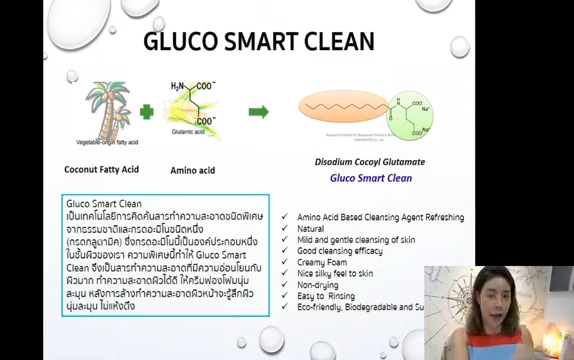 GLUCO SMART CLEAN
H₂N COO⁻
COO⁻
Glutamic acid
Vegetable-origin fatty acid
H
N
O
COO⁻
Na⁺
COO⁻
Na⁺
Coconut Fatty Acid
Amino acid
Disodium Cocoyl Glutamate
Gluco Smart Clean
Gluco Smart Clean
เป็นเทคโนโลยีการคิดค้นสารทำความสะอาดชนิดพิเศษ
จากธรรมชาติและกรดอะมิโนชนิดหนึ่ง
(กรดกลูตามิค) ซึ่งกรดอะมิโนนี้เป็นองค์ประกอบหนึ่ง
ในชั้นผิวของเรา ความพิเศษนี้ทำให้ Gluco Smart
Clean จึงเป็นสารทำความสะอาดที่มีความอ่อนโยนกับ
ผิวมาก ทำความสะอาดผิวได้ดี ให้ครีมฟองโฟมนุ่ม
ละมุน หลังการล้างทำความสะอาดผิวหน้าจะรู้สึกผิว
นุ่มละมุน ไม่แห้งตึง
✓ Amino Acid Based Cleansing Agent Refreshing
✓ Natural
✓ Mild and gentle cleansing of skin
✓ Good cleansing efficacy
✓ Creamy Foam
✓ Nice silky feel to skin
✓ Non-drying
✓ Easy to Rinsing
✓ Eco-friendly, Biodegradable and